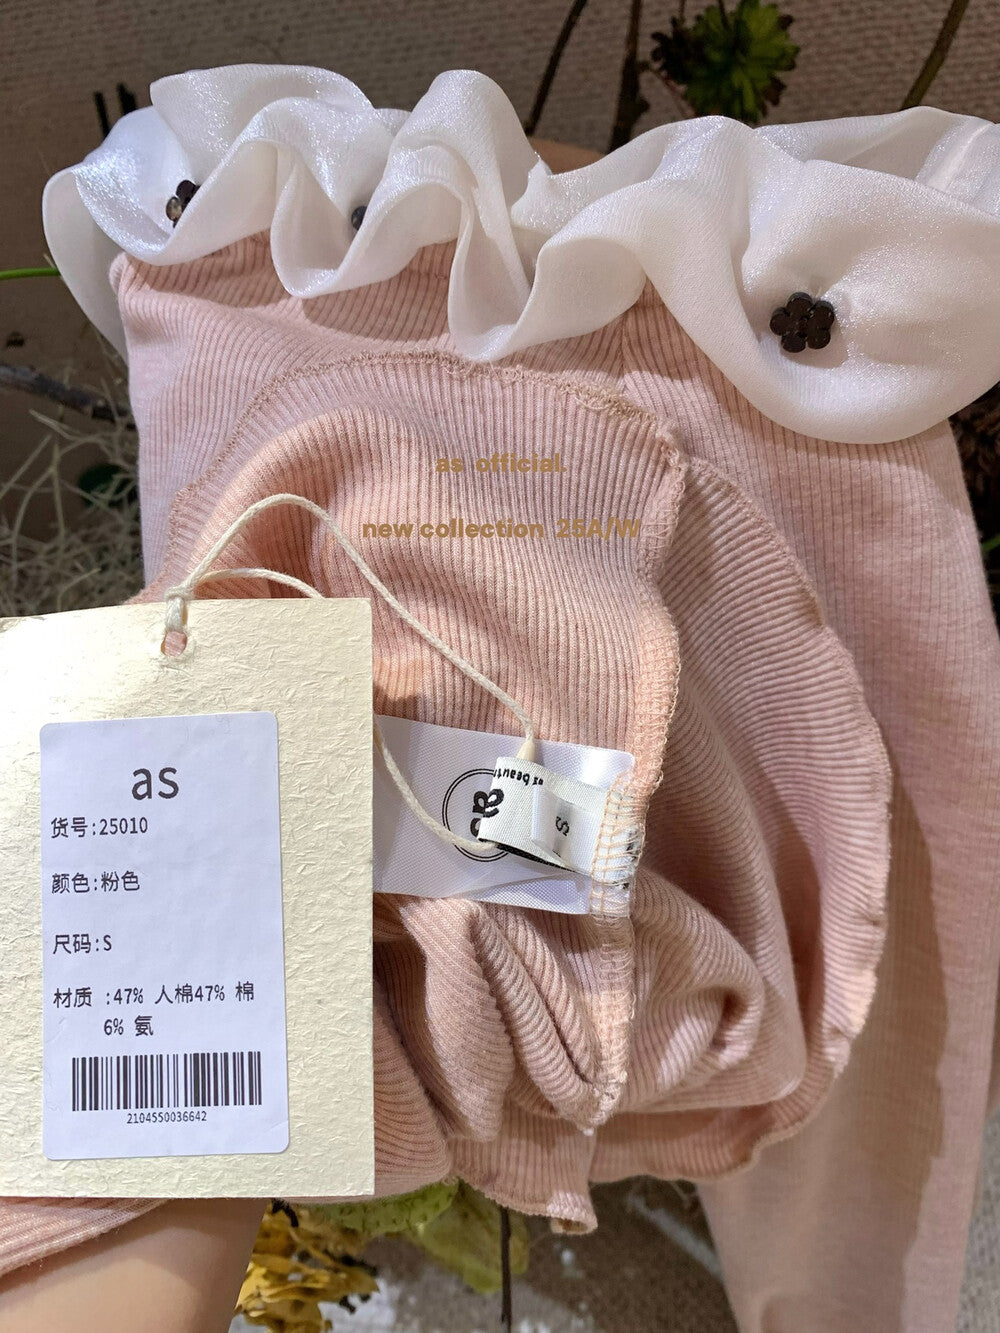 as official.
new collection 25A/W
as
货号:25010
颜色:粉色
尺码:S
材质 :47% 人棉47% 棉
6% 氨
2104550036642
S